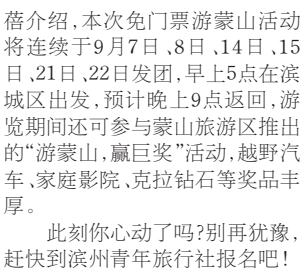 蓓介绍,本次免门票游蒙山活动
将连续于9月7日、8日、14日、15
日、21日、22日发团,早上5点在滨
城区出发,预计晚上9点返回,游
览期间还可参与蒙山旅游区推出
的“游蒙山,赢巨奖”活动,越野汽
车、家庭影院、克拉钻石等奖品丰
厚。
此刻你心动了吗?别再犹豫,
赶快到滨州青年旅行社报名吧!